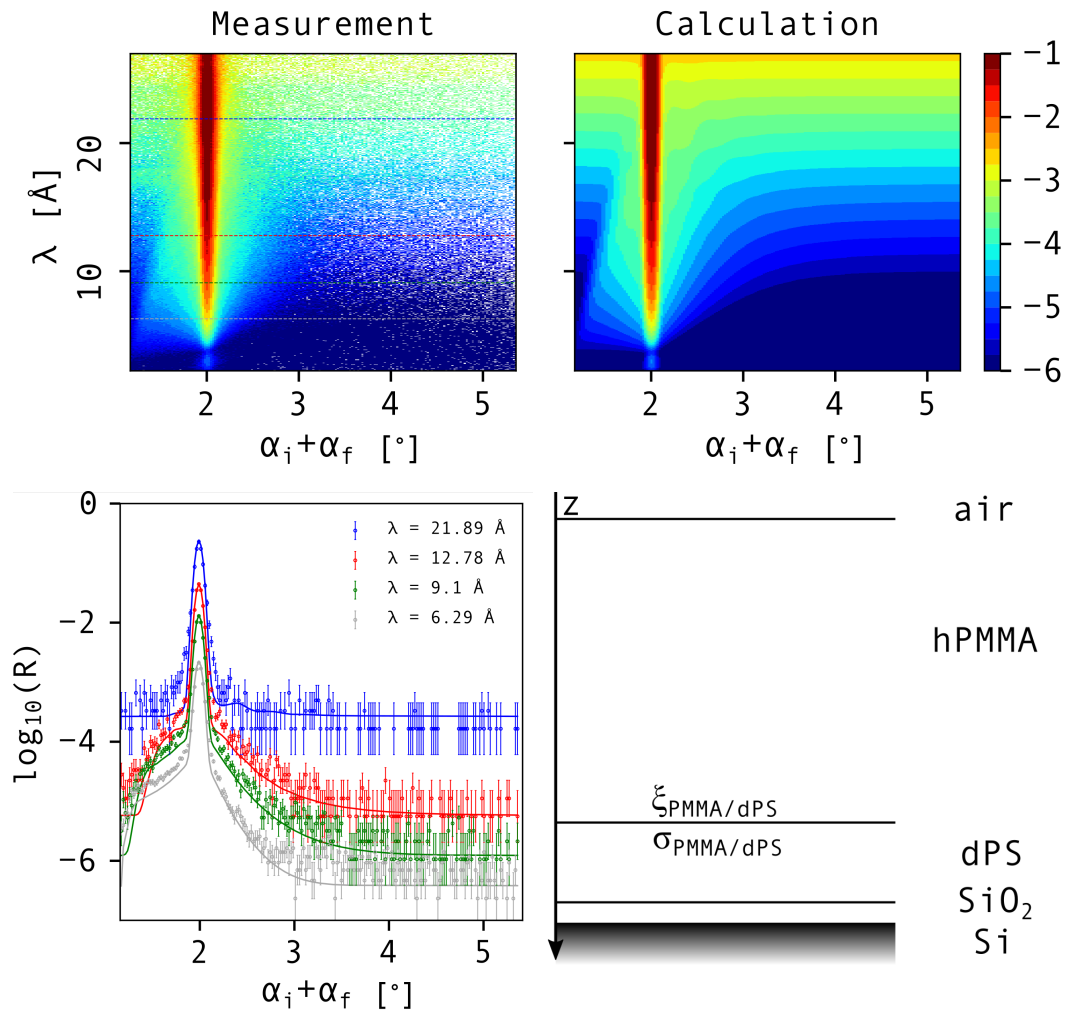 Measurement
Calculation
λ [Å]
20
10
2 3 4 5
αi+αf [°]
2 3 4 5
αi+αf [°]
−1
−2
−3
−4
−5
−6
log10(R)
0
−2
−4
−6
λ = 21.89 Å
λ = 12.78 Å
λ = 9.1 Å
λ = 6.29 Å
2 3 4 5
αi+αf [°]
z
air
hPMMA
ξPMMA/dPS
σPMMA/dPS
dPS
SiO2
Si